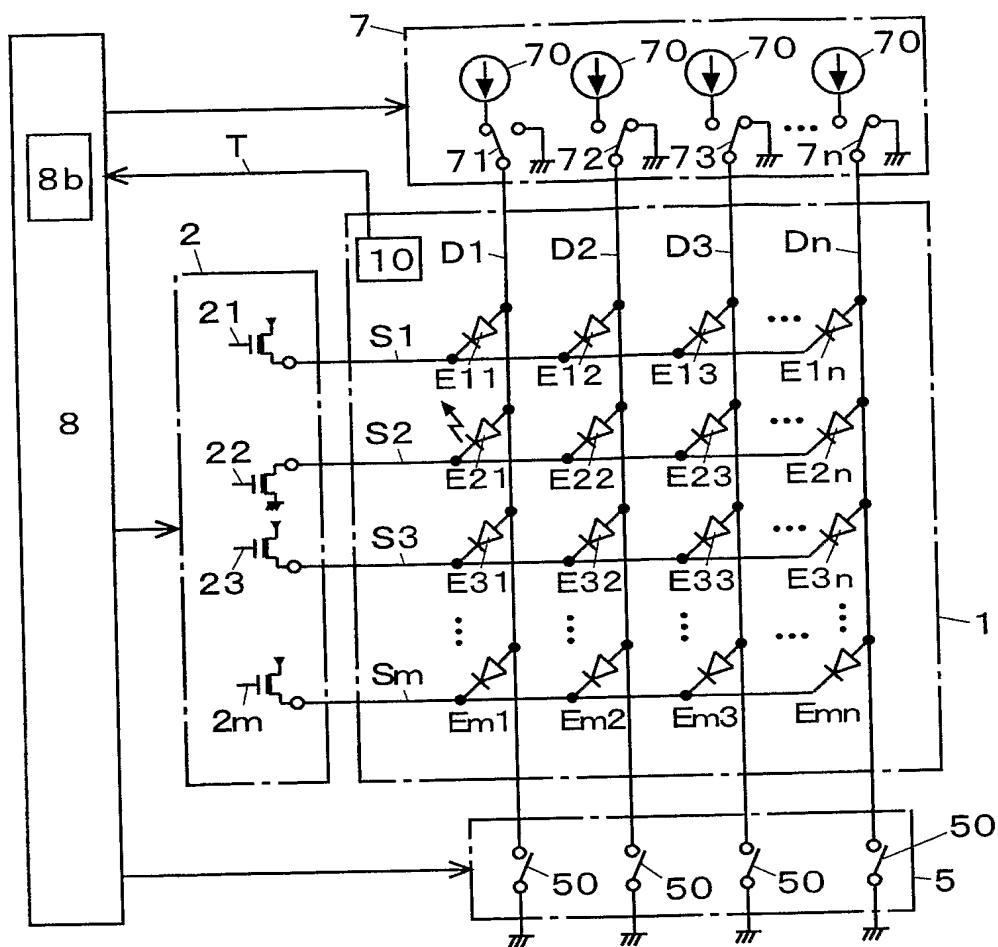 7
70 70 70 70
71 72 73 ... 7n
T
8b
8
2
10
D1 D2 D3 Dn
21
S1
E11 E12 E13 ... E1n
22
S2
E21 E22 E23 ... E2n
23
S3
E31 E32 E33 ... E3n
1
2m
Sm
Em1 Em2 Em3 ... Emn
50
50 50 50
5